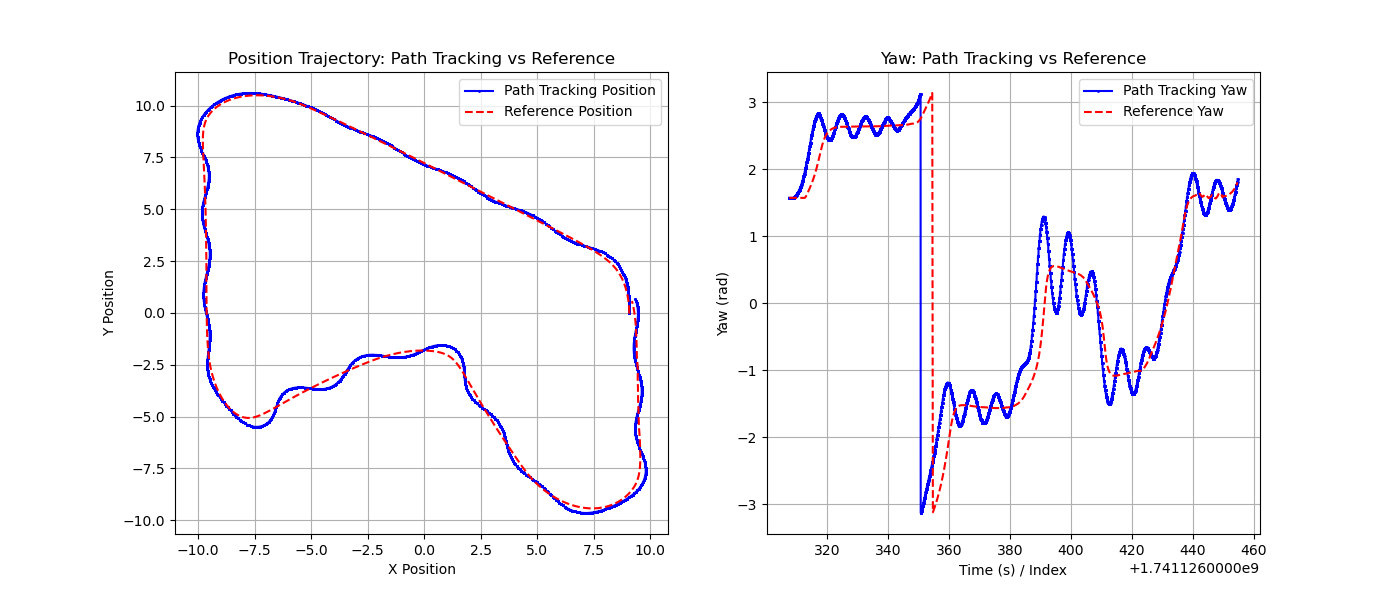 Position Trajectory: Path Tracking vs Reference
Path Tracking Position
Reference Position
Y Position
10.0
7.5
5.0
2.5
0.0
−2.5
−5.0
−7.5
−10.0
−10.0 −7.5 −5.0 −2.5 0.0 2.5 5.0 7.5 10.0
X Position
Yaw: Path Tracking vs Reference
Path Tracking Yaw
Reference Yaw
Yaw (rad)
3
2
1
0
−1
−2
−3
320 340 360 380 400 420 440 460
Time (s) / Index
+1.7411260000e9